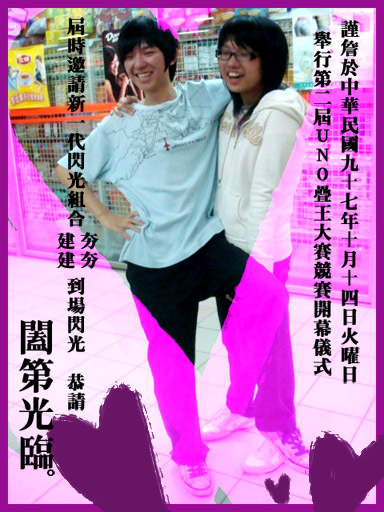 謹詹於中華民國九十七年十月十四日火曜日
舉行第二屆UNO疊王大賽競賽開幕儀式
屆時邀請新一代閃光組合
夯夯
建建
到場閃光 恭請
闔第光臨。